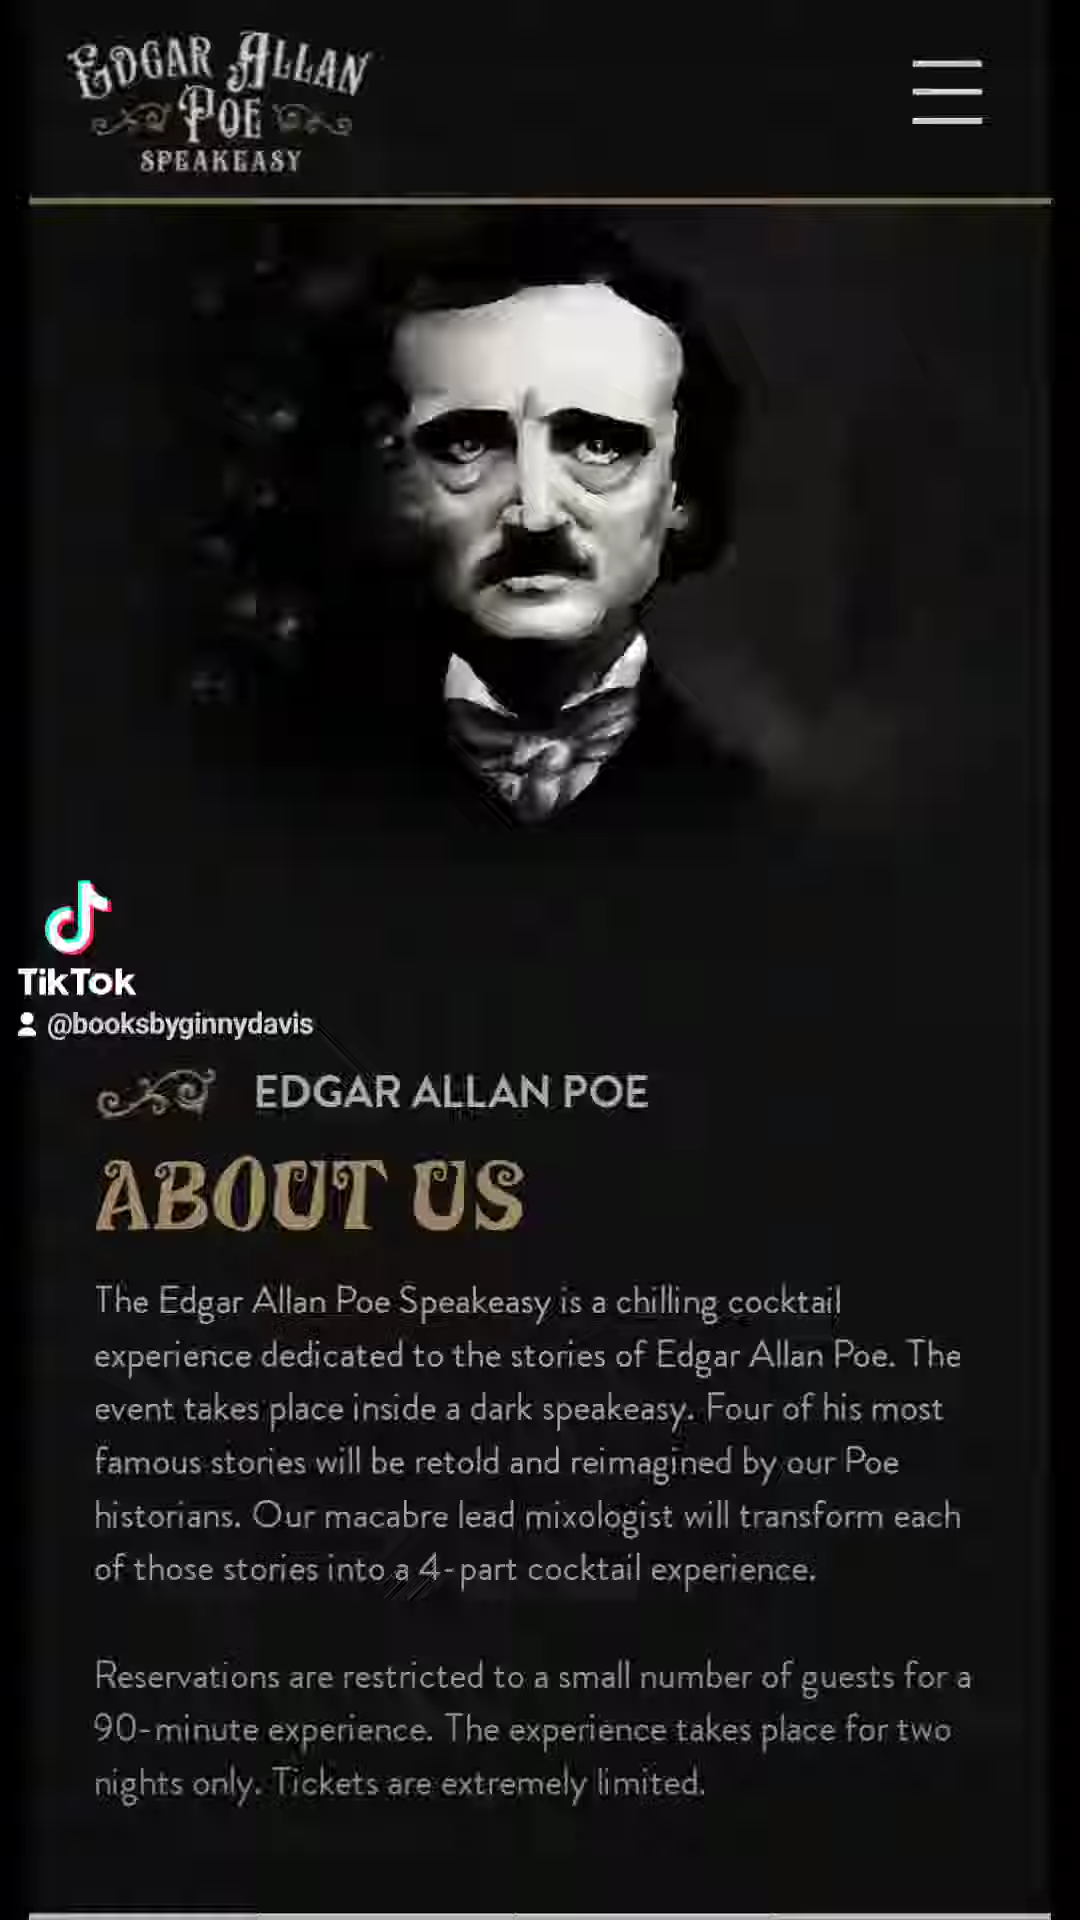 EDGAR ALLAN
POE
SPEAKEASY
TikTok
@booksbyginnydavis
EDGAR ALLAN POE
ABOUT US
The Edgar Allan Poe Speakeasy is a chilling cocktail
experience dedicated to the stories of Edgar Allan Poe. The
event takes place inside a dark speakeasy. Four of his most
famous stories will be retold and reimagined by our Poe
historians. Our macabre lead mixologist will transform each
of those stories into a 4-part cocktail experience.
Reservations are restricted to a small number of guests for a
90-minute experience. The experience takes place for two
nights only. Tickets are extremely limited.